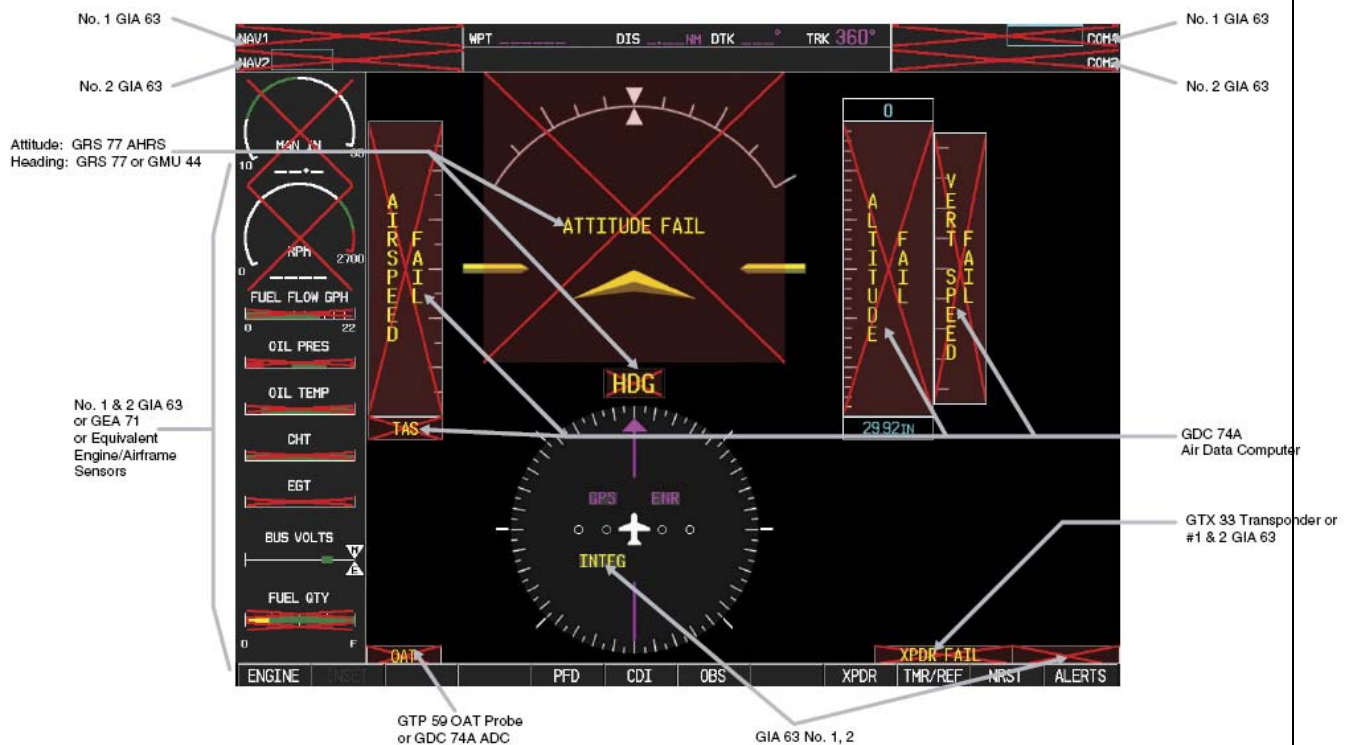 No. 1 GIA 63
No. 1 GIA 63
NAV1
WPT _______ DIS __._NM DTK ___° TRK 360°
COM1
NAV2
COM2
No. 2 GIA 63
No. 2 GIA 63
0
MAN IN
10
Attitude: GRS 77 AHRS
Heading: GRS 77 or GMU 44
AIRSPEED FAIL
ATTITUDE FAIL
ALTITUDE FAIL
VERT SPEED FAIL
RPM
0 2700
FUEL FLOW GPH
0 22
OIL PRES
OIL TEMP
HDG
No. 1 & 2 GIA 63
or GEA 71
or Equivalent
Engine/Airframe
Sensors
TAS
29.92IN
CHT
GDC 74A
Air Data Computer
EGT
GPS ENR
GTX 33 Transponder or
#1 & 2 GIA 63
BUS VOLTS
M
E
INTEG
FUEL QTY
0 F
OAT
XPDR FAIL
ENGINE INSET PFD CDI OBS XPDR TMR/REF NRST ALERTS
GTP 59 OAT Probe
or GDC 74A ADC
GIA 63 No. 1, 2